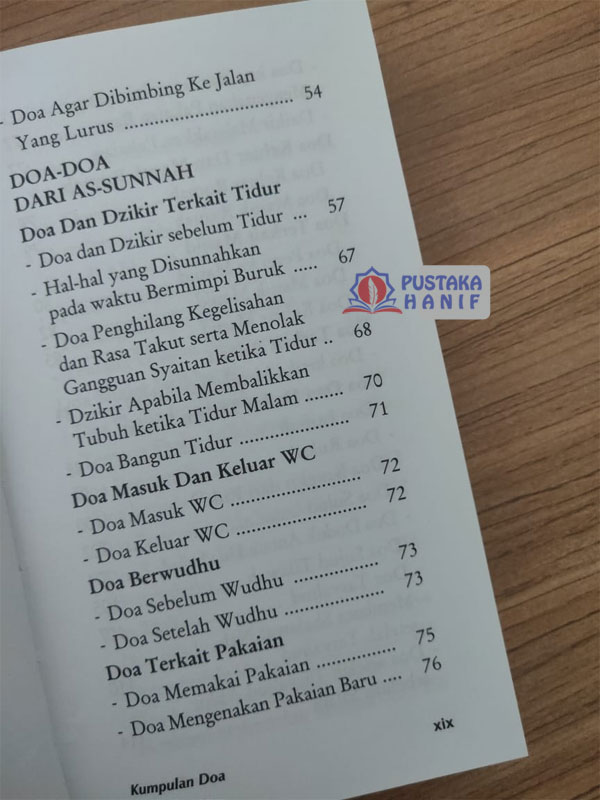 - Doa Agar Dibimbing Ke Jalan
Yang Lurus .................................. 54
DOA-DOA
DARI AS-SUNNAH
Doa Dan Dzikir Terkait Tidur
- Doa dan Dzikir sebelum Tidur ... 57
- Hal-hal yang Disunnahkan
pada waktu Bermimpi Buruk ..... 67
- Doa Penghilang Kegelisahan
dan Rasa Takut serta Menolak
Gangguan Syaitan ketika Tidur .. 68
- Dzikir Apabila Membalikkan
Tubuh ketika Tidur Malam ........ 70
- Doa Bangun Tidur ...................... 71
Doa Masuk Dan Keluar WC
- Doa Masuk WC .......................... 72
- Doa Keluar WC .......................... 72
Doa Berwudhu
- Doa Sebelum Wudhu ................. 73
- Doa Setelah Wudhu .................... 73
Doa Terkait Pakaian
- Doa Memakai Pakaian ................ 75
- Doa Mengenakan Pakaian Baru .... 76
Kumpulan Doa xix
PUSTAKA
HANIF